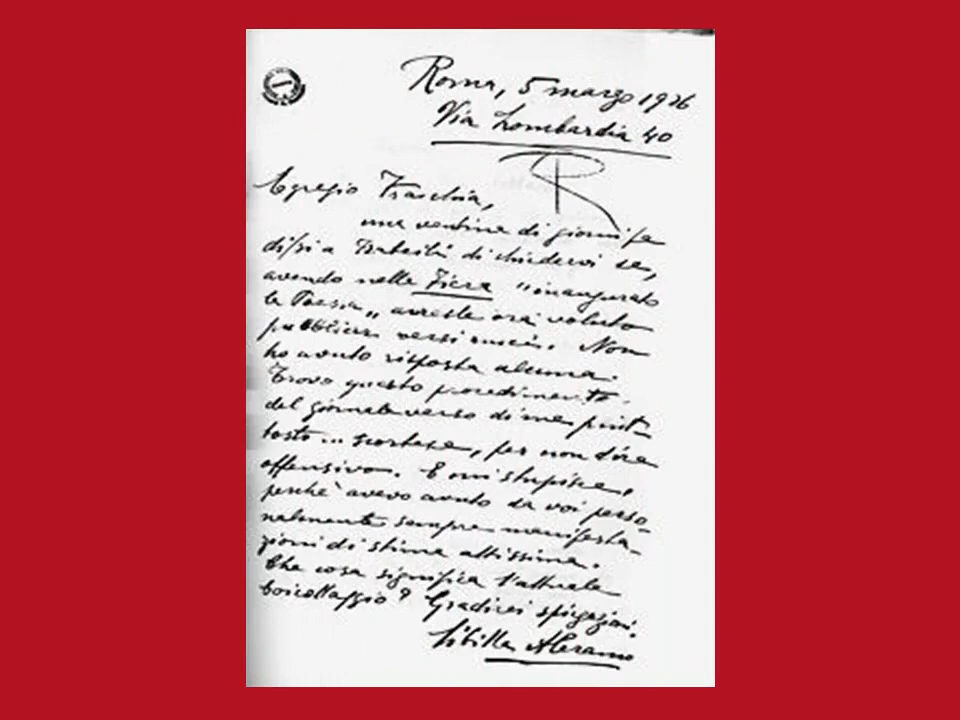 Roma, 5 marzo 1926
Via Lombardia 40
R
Egregio Fraschia,
una ventina di giorni fa
dissi a di chiedervi se,
avendo nella Fiera "inaugurato
la Poesia„ avreste ora voluto
pubblicar versi miei. Non
ho avuto risposta alcuna.
Trovo questo procedimento
del giornale verso di me piut-
tosto... scortese, per non dire
offensivo. E mi stupisce,
perchè avevo avuto da voi perso-
nalmente sempre manifesta-
zioni di stima altissima.
Che cosa significa l'attuale
boicottaggio? Gradirei spiegazioni.
Sibilla Aleramo